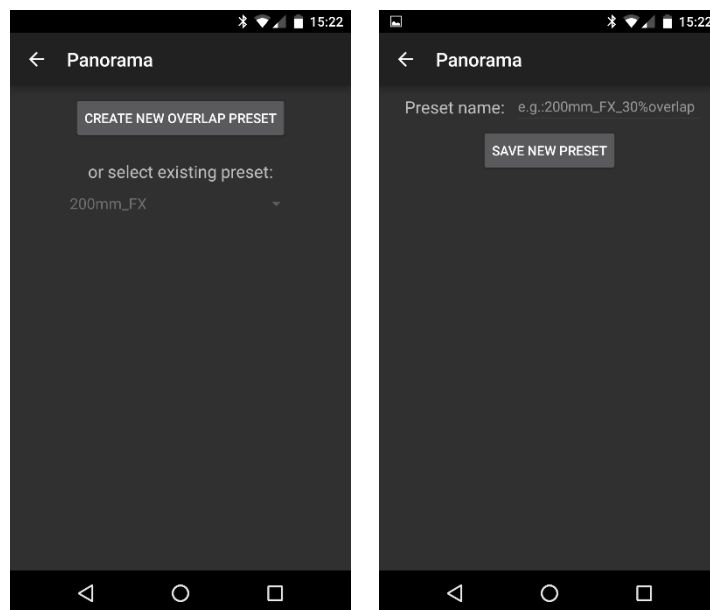 15:22
Panorama
CREATE NEW OVERLAP PRESET
or select existing preset:
200mm_FX
15:22
Panorama
Preset name: e.g.:200mm_FX_30%overlap
SAVE NEW PRESET